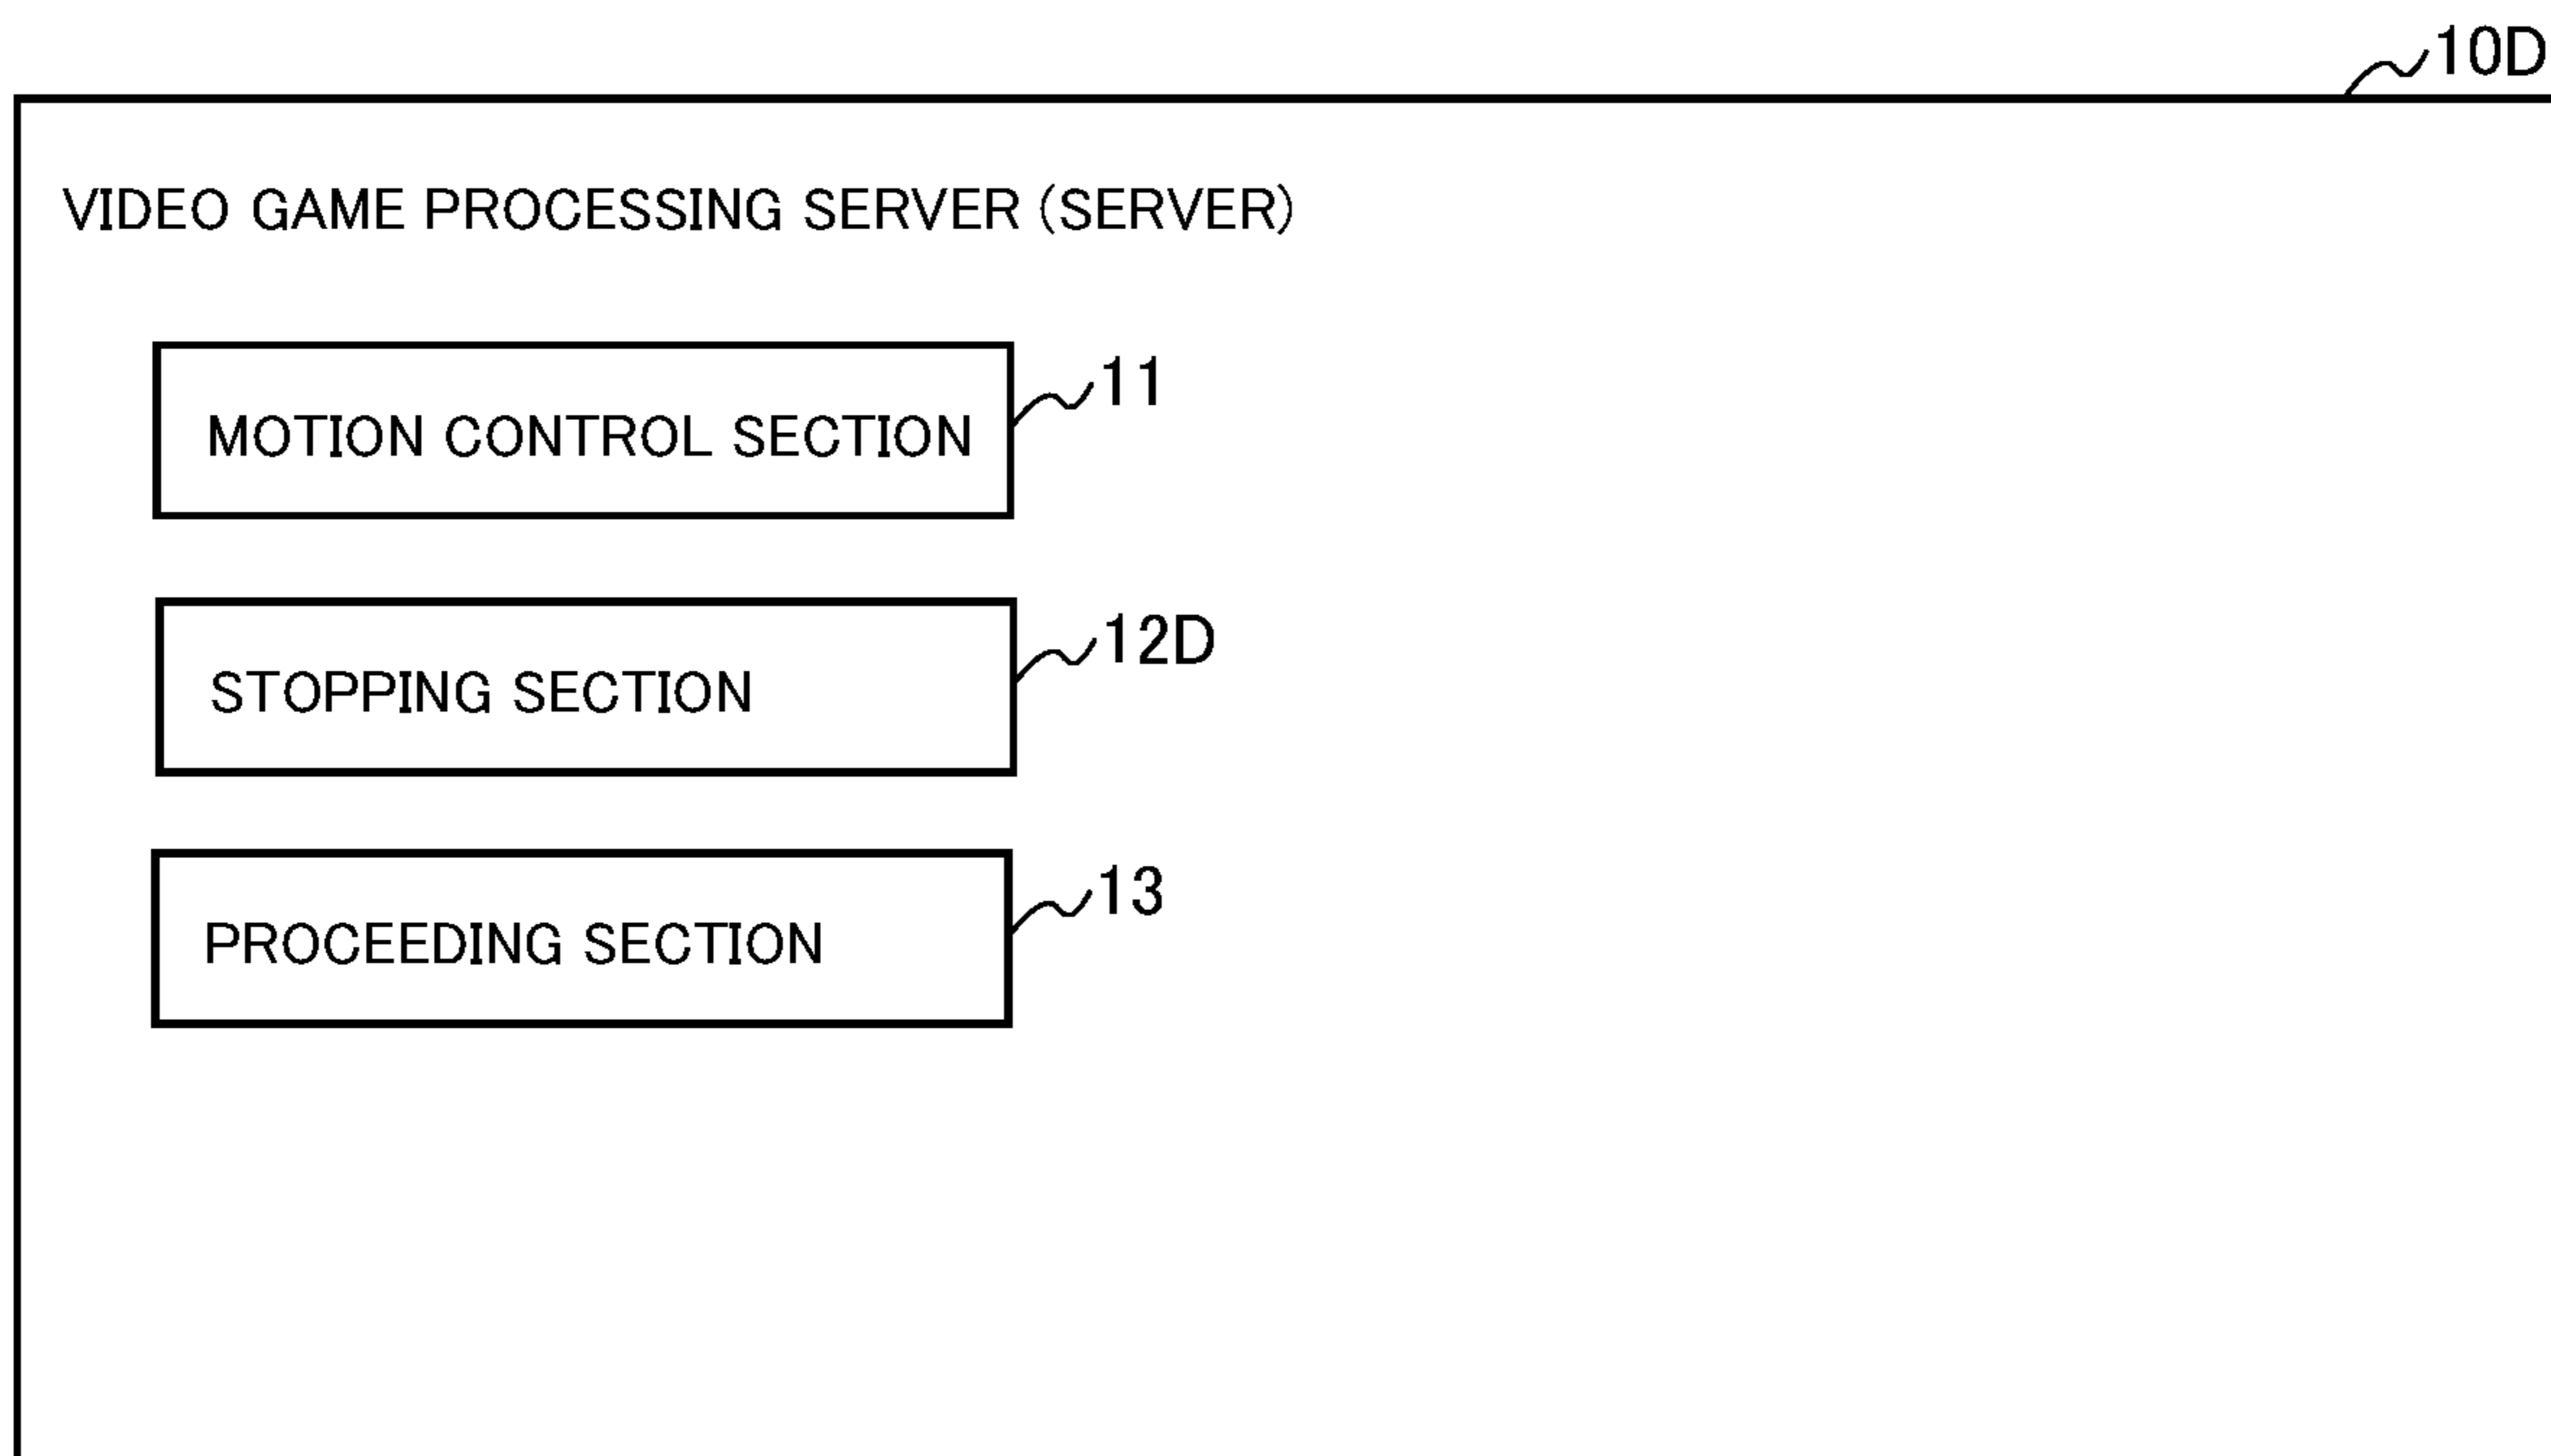 10D
VIDEO GAME PROCESSING SERVER (SERVER)
11
MOTION CONTROL SECTION
12D
STOPPING SECTION
13
PROCEEDING SECTION